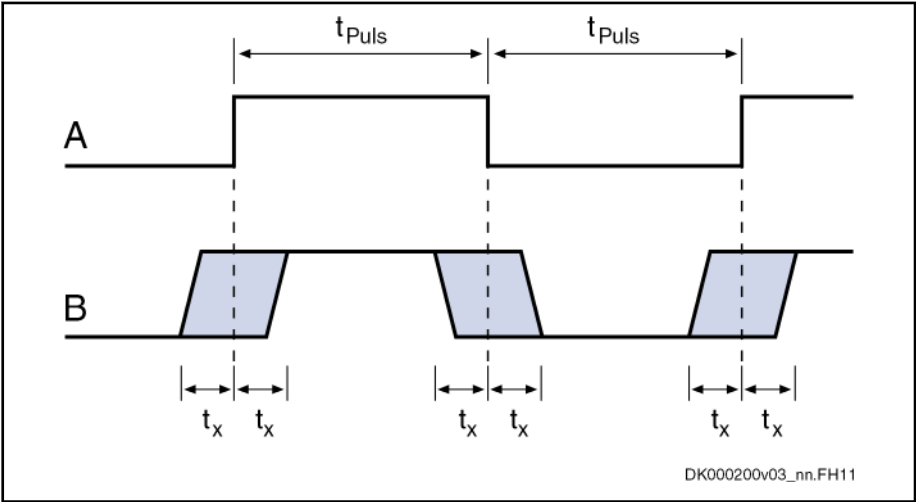 tPuls tPuls
A
B
tx tx tx tx tx tx
DK000200v03_nn.FH11